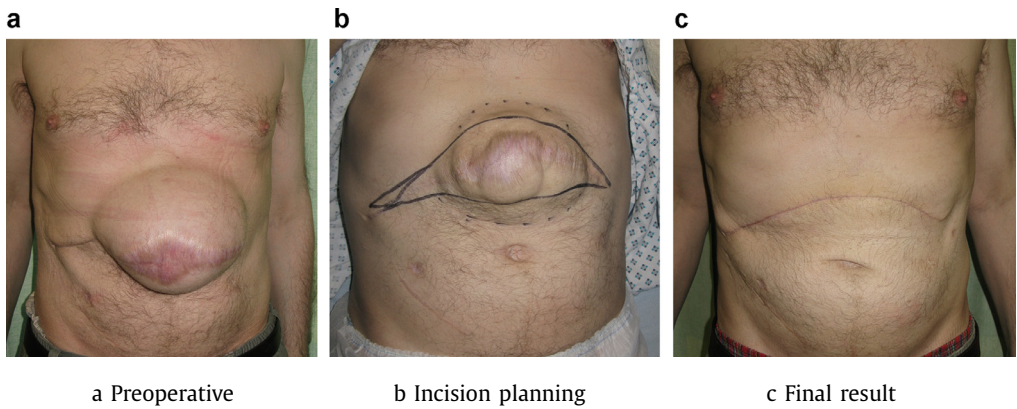 a
b
c
a Preoperative
b Incision planning
c Final result